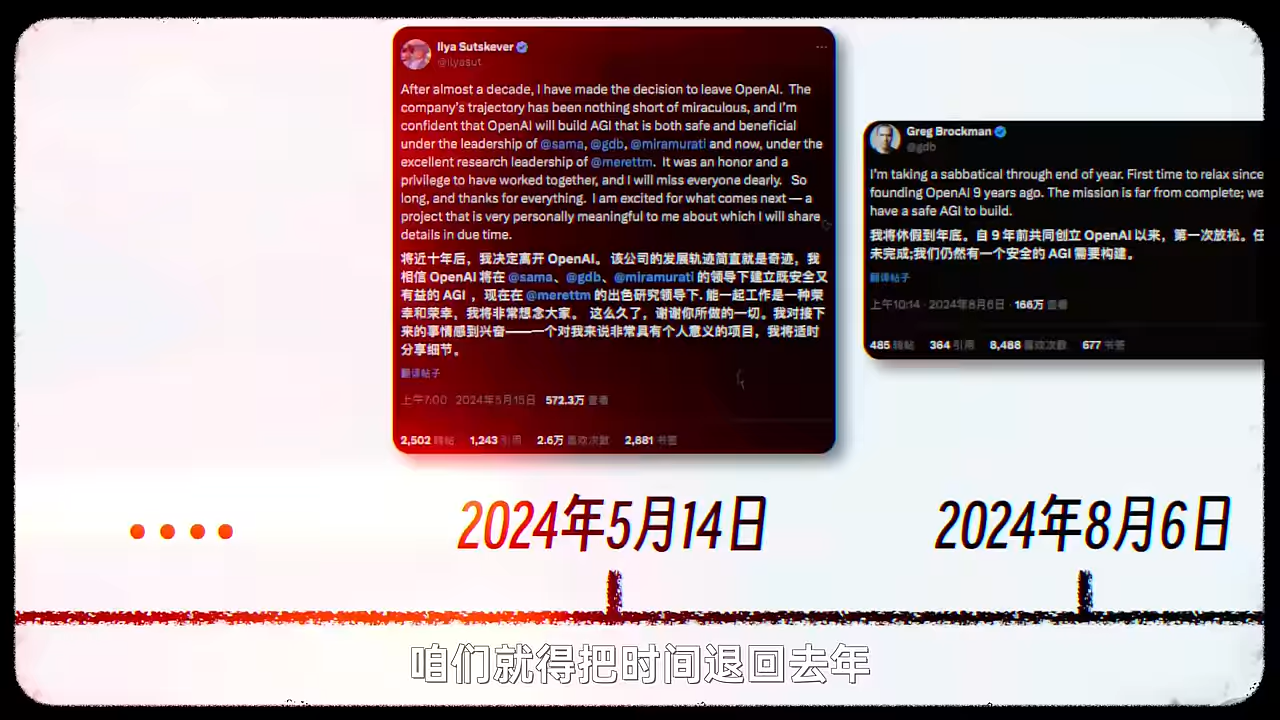 Ilya Sutskever
@ilyasut
After almost a decade, I have made the decision to leave OpenAI. The
company's trajectory has been nothing short of miraculous, and I'm
confident that OpenAI will build AGI that is both safe and beneficial
under the leadership of @sama, @gdb, @miramurati and now, under the
excellent research leadership of @merettm. It was an honor and a
privilege to have worked together, and I will miss everyone dearly. So
long, and thanks for everything. I am excited for what comes next — a
project that is very personally meaningful to me about which I will share
details in due time.
将近十年后，我决定离开 OpenAI。 该公司的发展轨迹简直就是奇迹，我
相信 OpenAI 将在 @sama、@gdb、@miramurati 的领导下建立既安全又
有益的 AGI ，现在在 @merettm 的出色研究领导下. 能一起工作是一种荣
幸和荣幸，我将非常想念大家。 这么久了，谢谢你所做的一切。我对接下
来的事情感到兴奋——一个对我来说非常具有个人意义的项目，我将适时
分享细节。
翻译帖子
上午7:00 2024年5月15日 572.3万 查看
2,502 转帖 1,243 引用 2.6万 喜欢次数 2,681 书签
Greg Brockman
@gdb
I'm taking a sabbatical through end of year. First time to relax since
founding OpenAI 9 years ago. The mission is far from complete; we
have a safe AGI to build.
我将休假到年底。自 9 年前共同创立 OpenAI 以来，第一次放松。任
未完成;我们仍然有一个安全的 AGI 需要构建。
翻译帖子
上午10:14 · 2024年8月6日 · 166万 查看
485 转帖 364 引用 8,488 喜欢次数 677 书签
2024年5月14日
2024年8月6日
咱们就得把时间退回去年